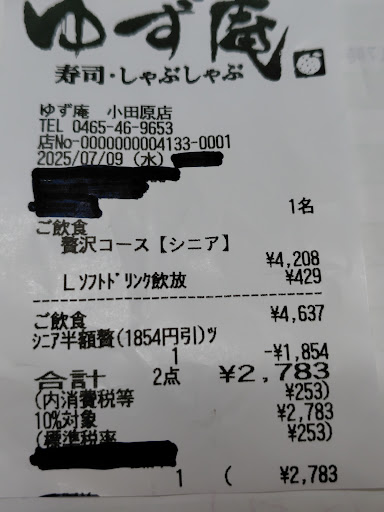 ゆず庵
寿司・しゃぶしゃぶ
ゆず庵 小田原店
TEL 0465-46-9653
店No-0000000004133-0001
2025/07/09 (水)
1名
ご飲食
贅沢コース【シニア】
¥4,208
L ソフトドリンク飲放 ¥429
ご飲食 ¥4,637
シニア半額贅(1854円引)ッ
1 -¥1,854
合計 2点 ¥2,783
(内消費税等 ¥253)
10%対象 ¥2,783
(標準税率 ¥253)
1 ( ¥2,783